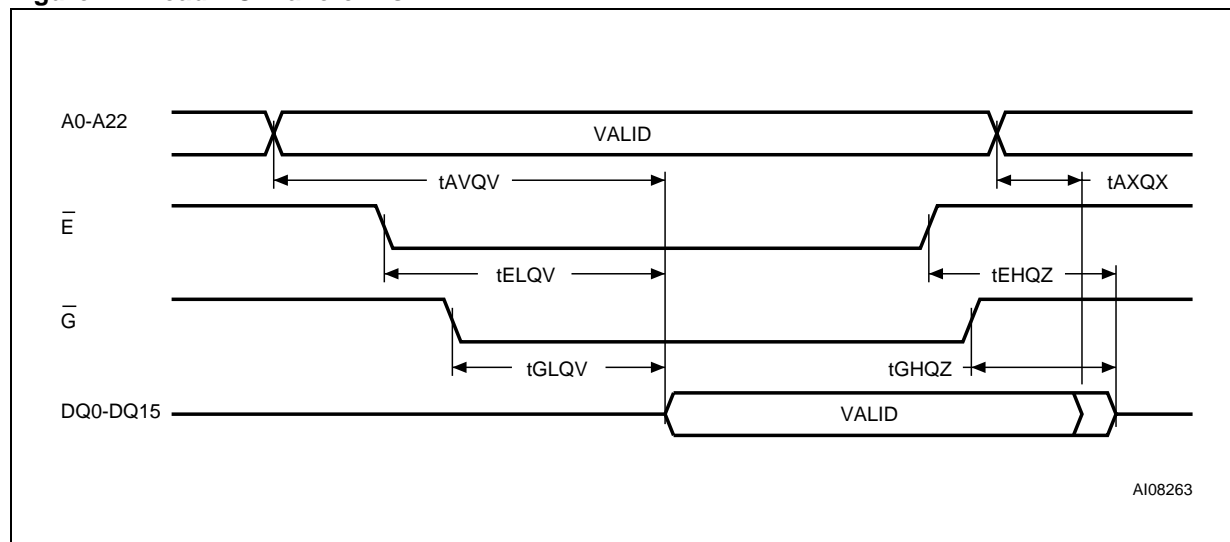 A0-A22
VALID
tAVQV
tAXQX
E
tELQV
tEHQZ
G
tGLQV
tGHQZ
DQ0-DQ15
VALID
AI08263